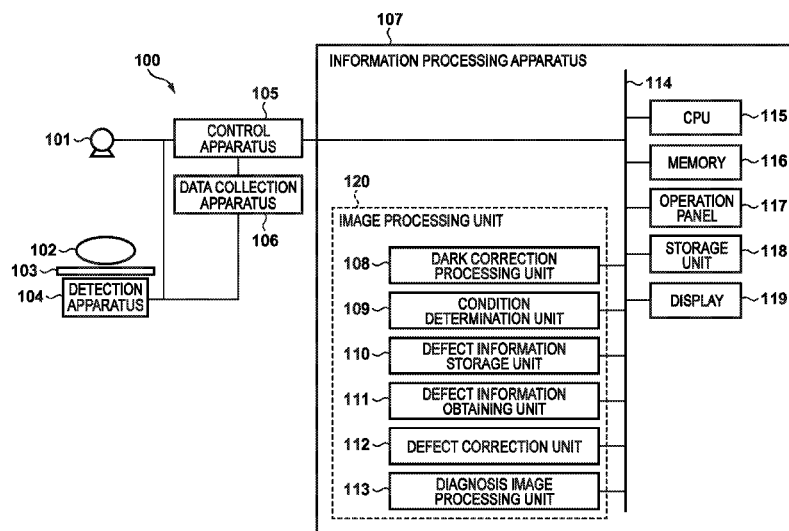 107
INFORMATION PROCESSING APPARATUS
100
114
105
101
CONTROL
APPARATUS
CPU
115
MEMORY
116
DATA COLLECTION
APPARATUS
106
120
IMAGE PROCESSING UNIT
OPERATION
PANEL
117
102
103
104
DETECTION
APPARATUS
108
DARK CORRECTION
PROCESSING UNIT
STORAGE
UNIT
118
109
CONDITION
DETERMINATION UNIT
DISPLAY
119
110
DEFECT INFORMATION
STORAGE UNIT
111
DEFECT INFORMATION
OBTAINING UNIT
112
DEFECT CORRECTION UNIT
113
DIAGNOSIS IMAGE
PROCESSING UNIT